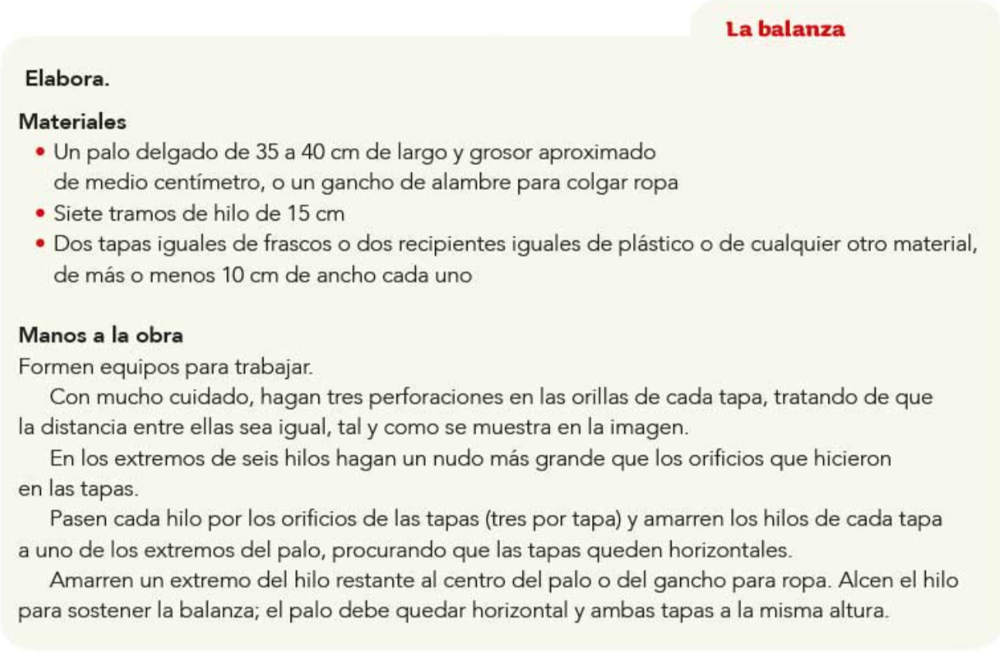 La balanza
Elabora.
Materiales
• Un palo delgado de 35 a 40 cm de largo y grosor aproximado
de medio centímetro, o un gancho de alambre para colgar ropa
• Siete tramos de hilo de 15 cm
• Dos tapas iguales de frascos o dos recipientes iguales de plástico o de cualquier otro material,
de más o menos 10 cm de ancho cada uno
Manos a la obra
Formen equipos para trabajar.
Con mucho cuidado, hagan tres perforaciones en las orillas de cada tapa, tratando de que
la distancia entre ellas sea igual, tal y como se muestra en la imagen.
En los extremos de seis hilos hagan un nudo más grande que los orificios que hicieron
en las tapas.
Pasen cada hilo por los orificios de las tapas (tres por tapa) y amarren los hilos de cada tapa
a uno de los extremos del palo, procurando que las tapas queden horizontales.
Amarren un extremo del hilo restante al centro del palo o del gancho para ropa. Alcen el hilo
para sostener la balanza; el palo debe quedar horizontal y ambas tapas a la misma altura.